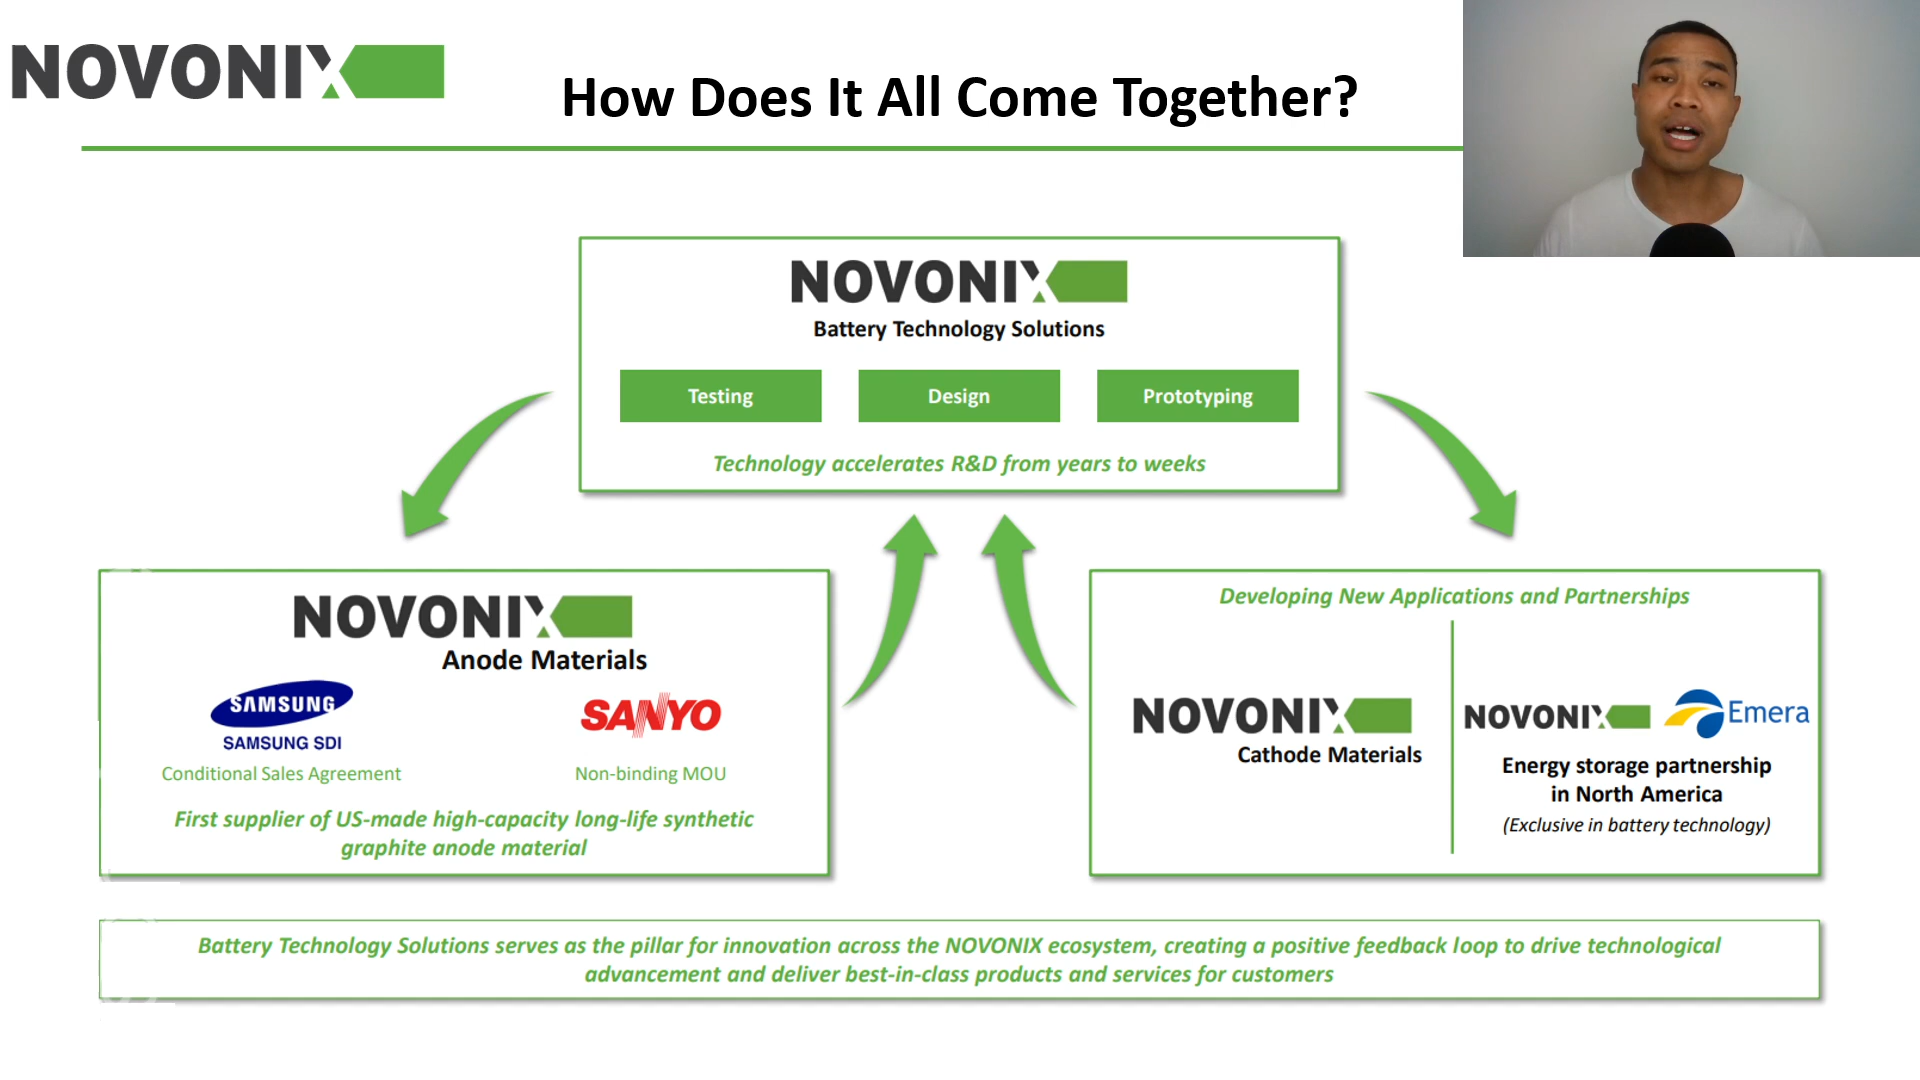 NOVONIX
How Does It All Come Together?
NOVONIX
Battery Technology Solutions
Testing
Design
Prototyping
Technology accelerates R&D from years to weeks
NOVONIX
Anode Materials
SAMSUNG
SAMSUNG SDI
Conditional Sales Agreement
SANYO
Non-binding MOU
First supplier of US-made high-capacity long-life synthetic
graphite anode material
Developing New Applications and Partnerships
NOVONIX
Cathode Materials
NOVONIX
Emera
Energy storage partnership
in North America
(Exclusive in battery technology)
Battery Technology Solutions serves as the pillar for innovation across the NOVONIX ecosystem, creating a positive feedback loop to drive technological
advancement and deliver best-in-class products and services for customers